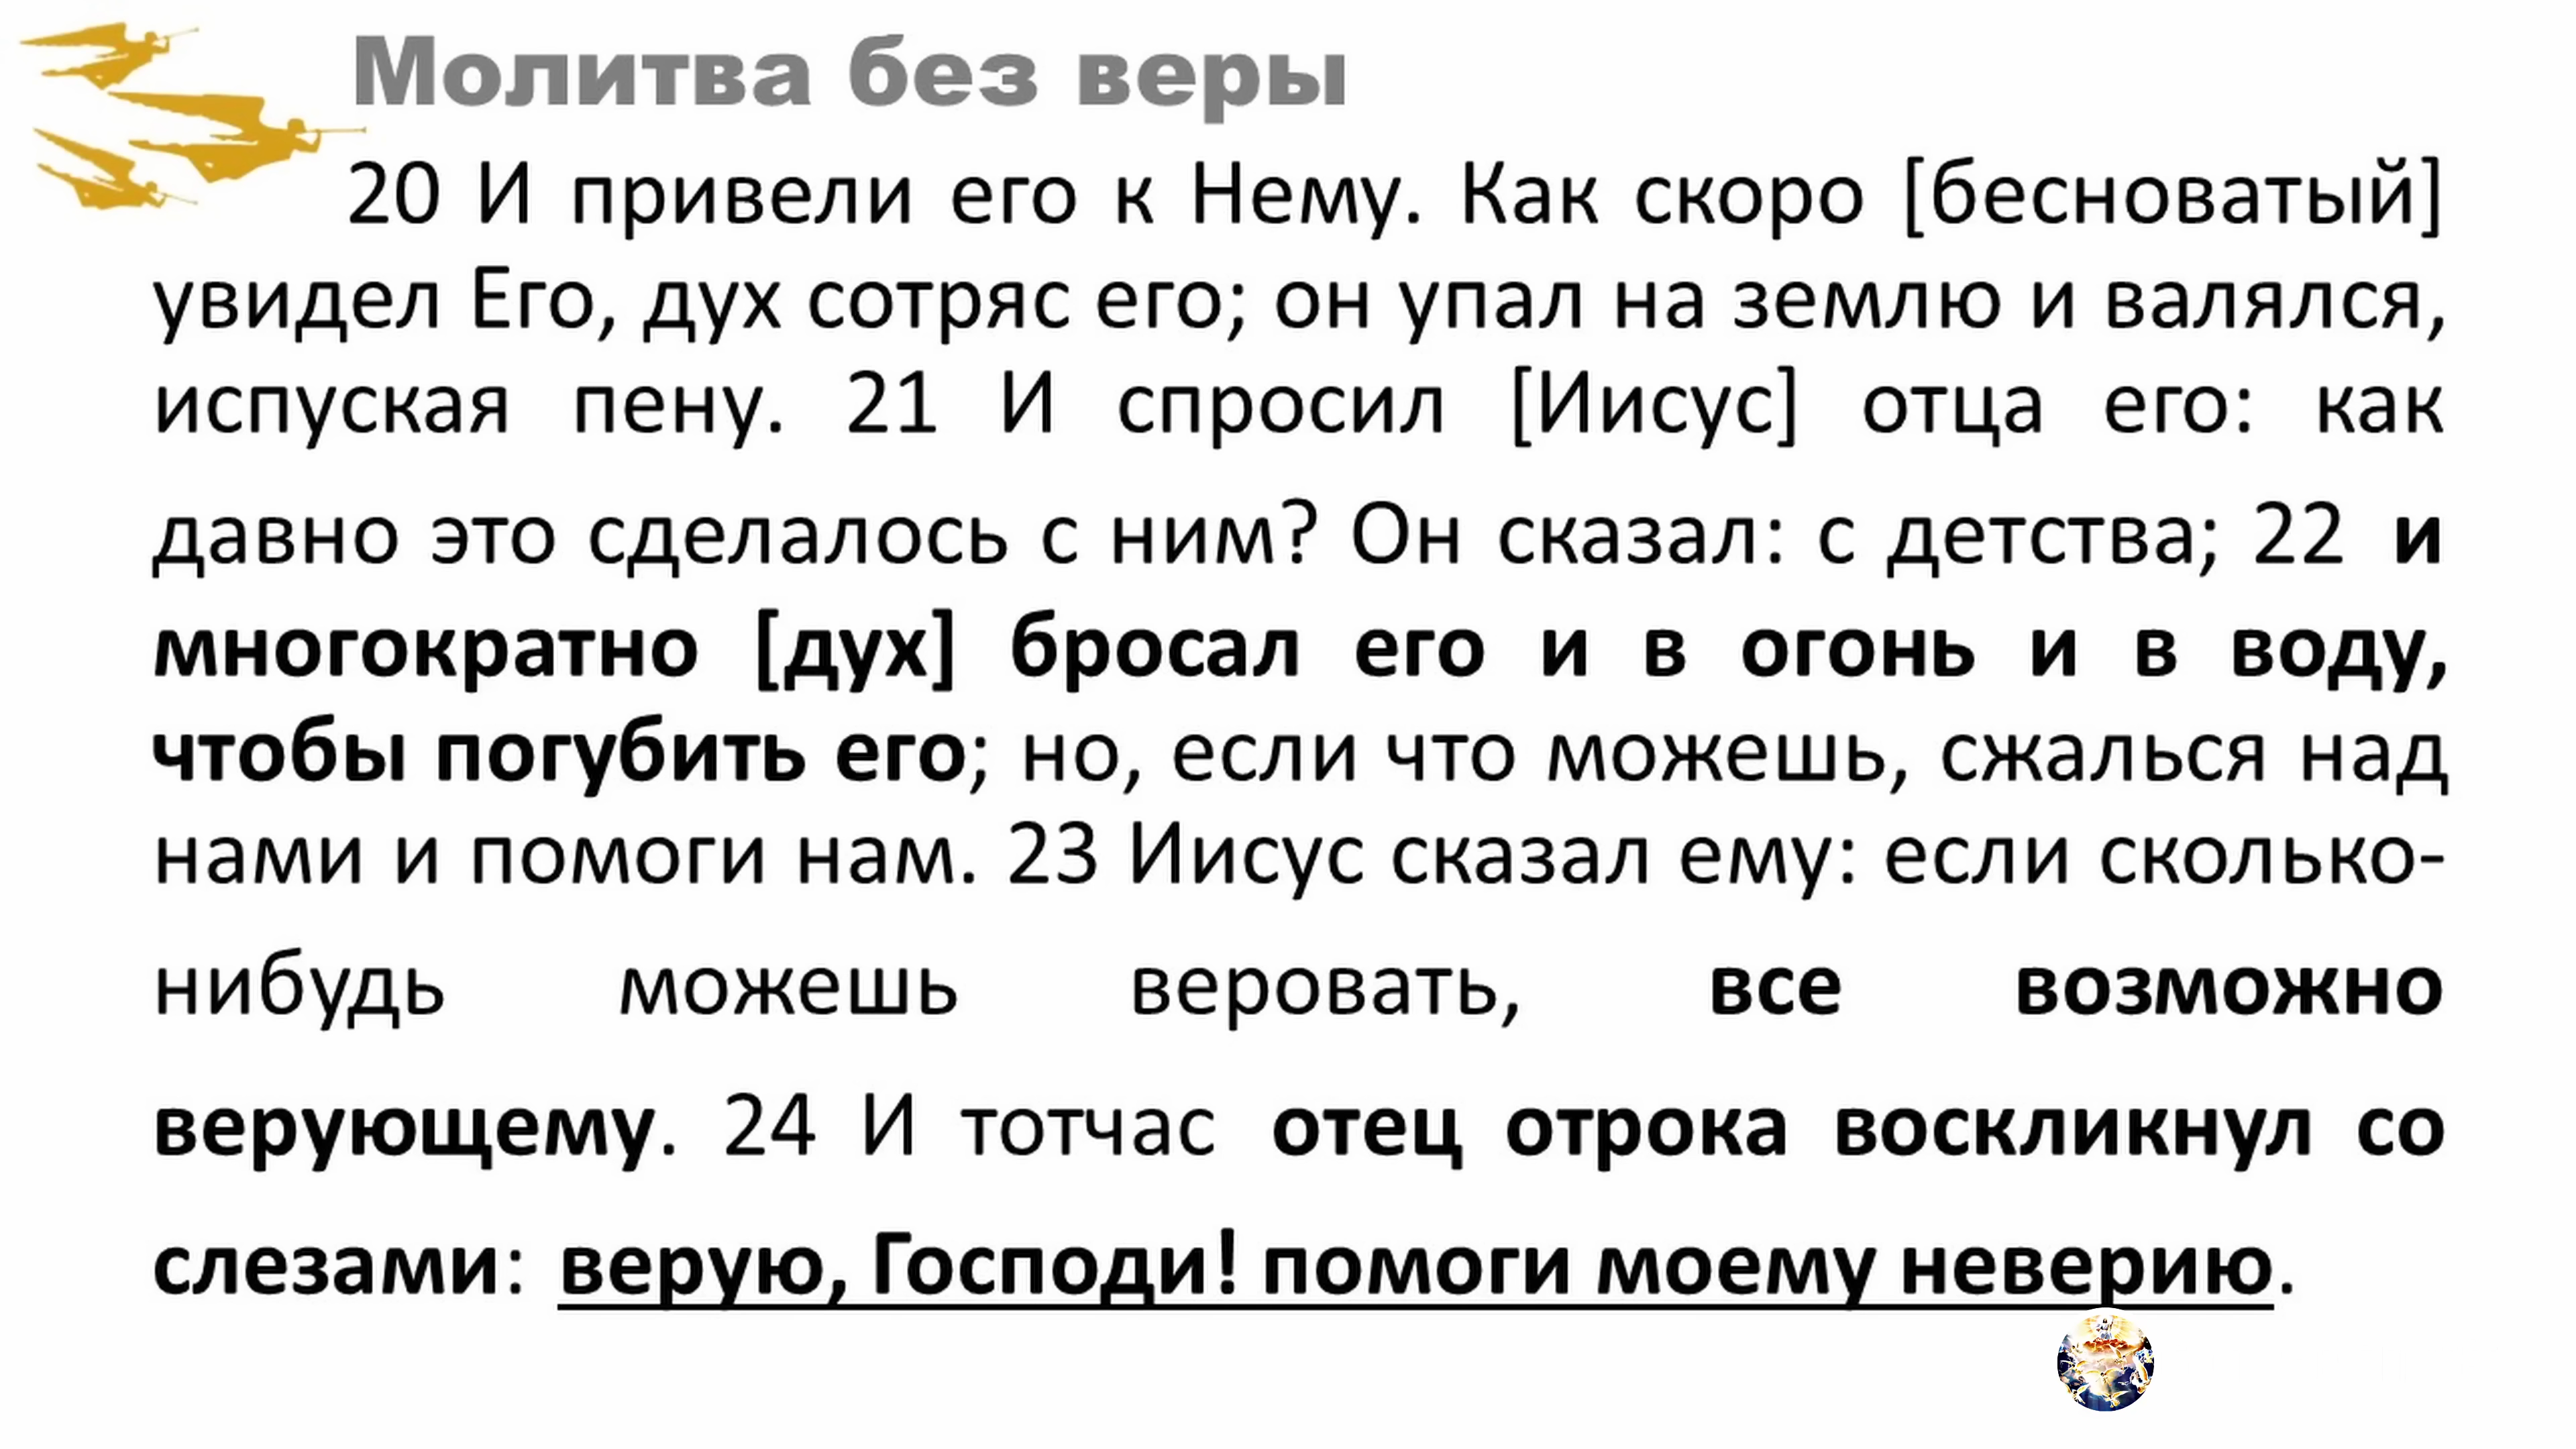 Молитва без веры
20 И привели его к Нему. Как скоро [бесноватый]
увидел Его, дух сотряс его; он упал на землю и валялся,
испуская пену. 21 И спросил [Иисус] отца его: как
давно это сделалось с ним? Он сказал: с детства; 22 и
многократно [дух] бросал его и в огонь и в воду,
чтобы погубить его; но, если что можешь, сжалься над
нами и помоги нам. 23 Иисус сказал ему: если сколько-
нибудь можешь веровать, все возможно
верующему. 24 И тотчас отец отрока воскликнул со
слезами: верую, Господи! помоги моему неверию.